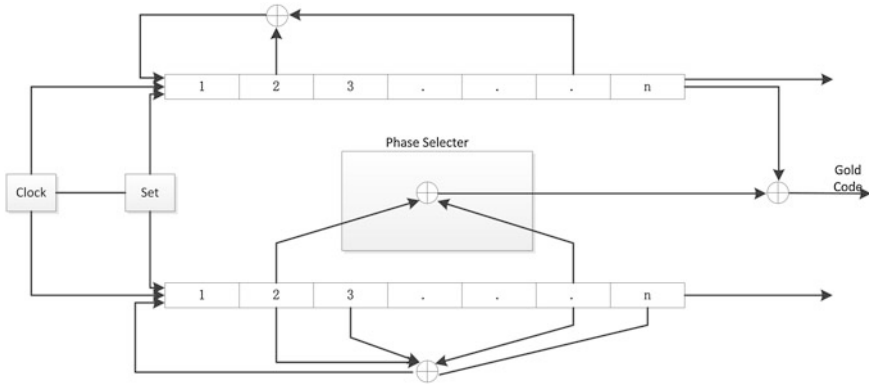 1 2 3 . . . n
Phase Selecter
Clock
Set
Gold
Code
1 2 3 . . . n